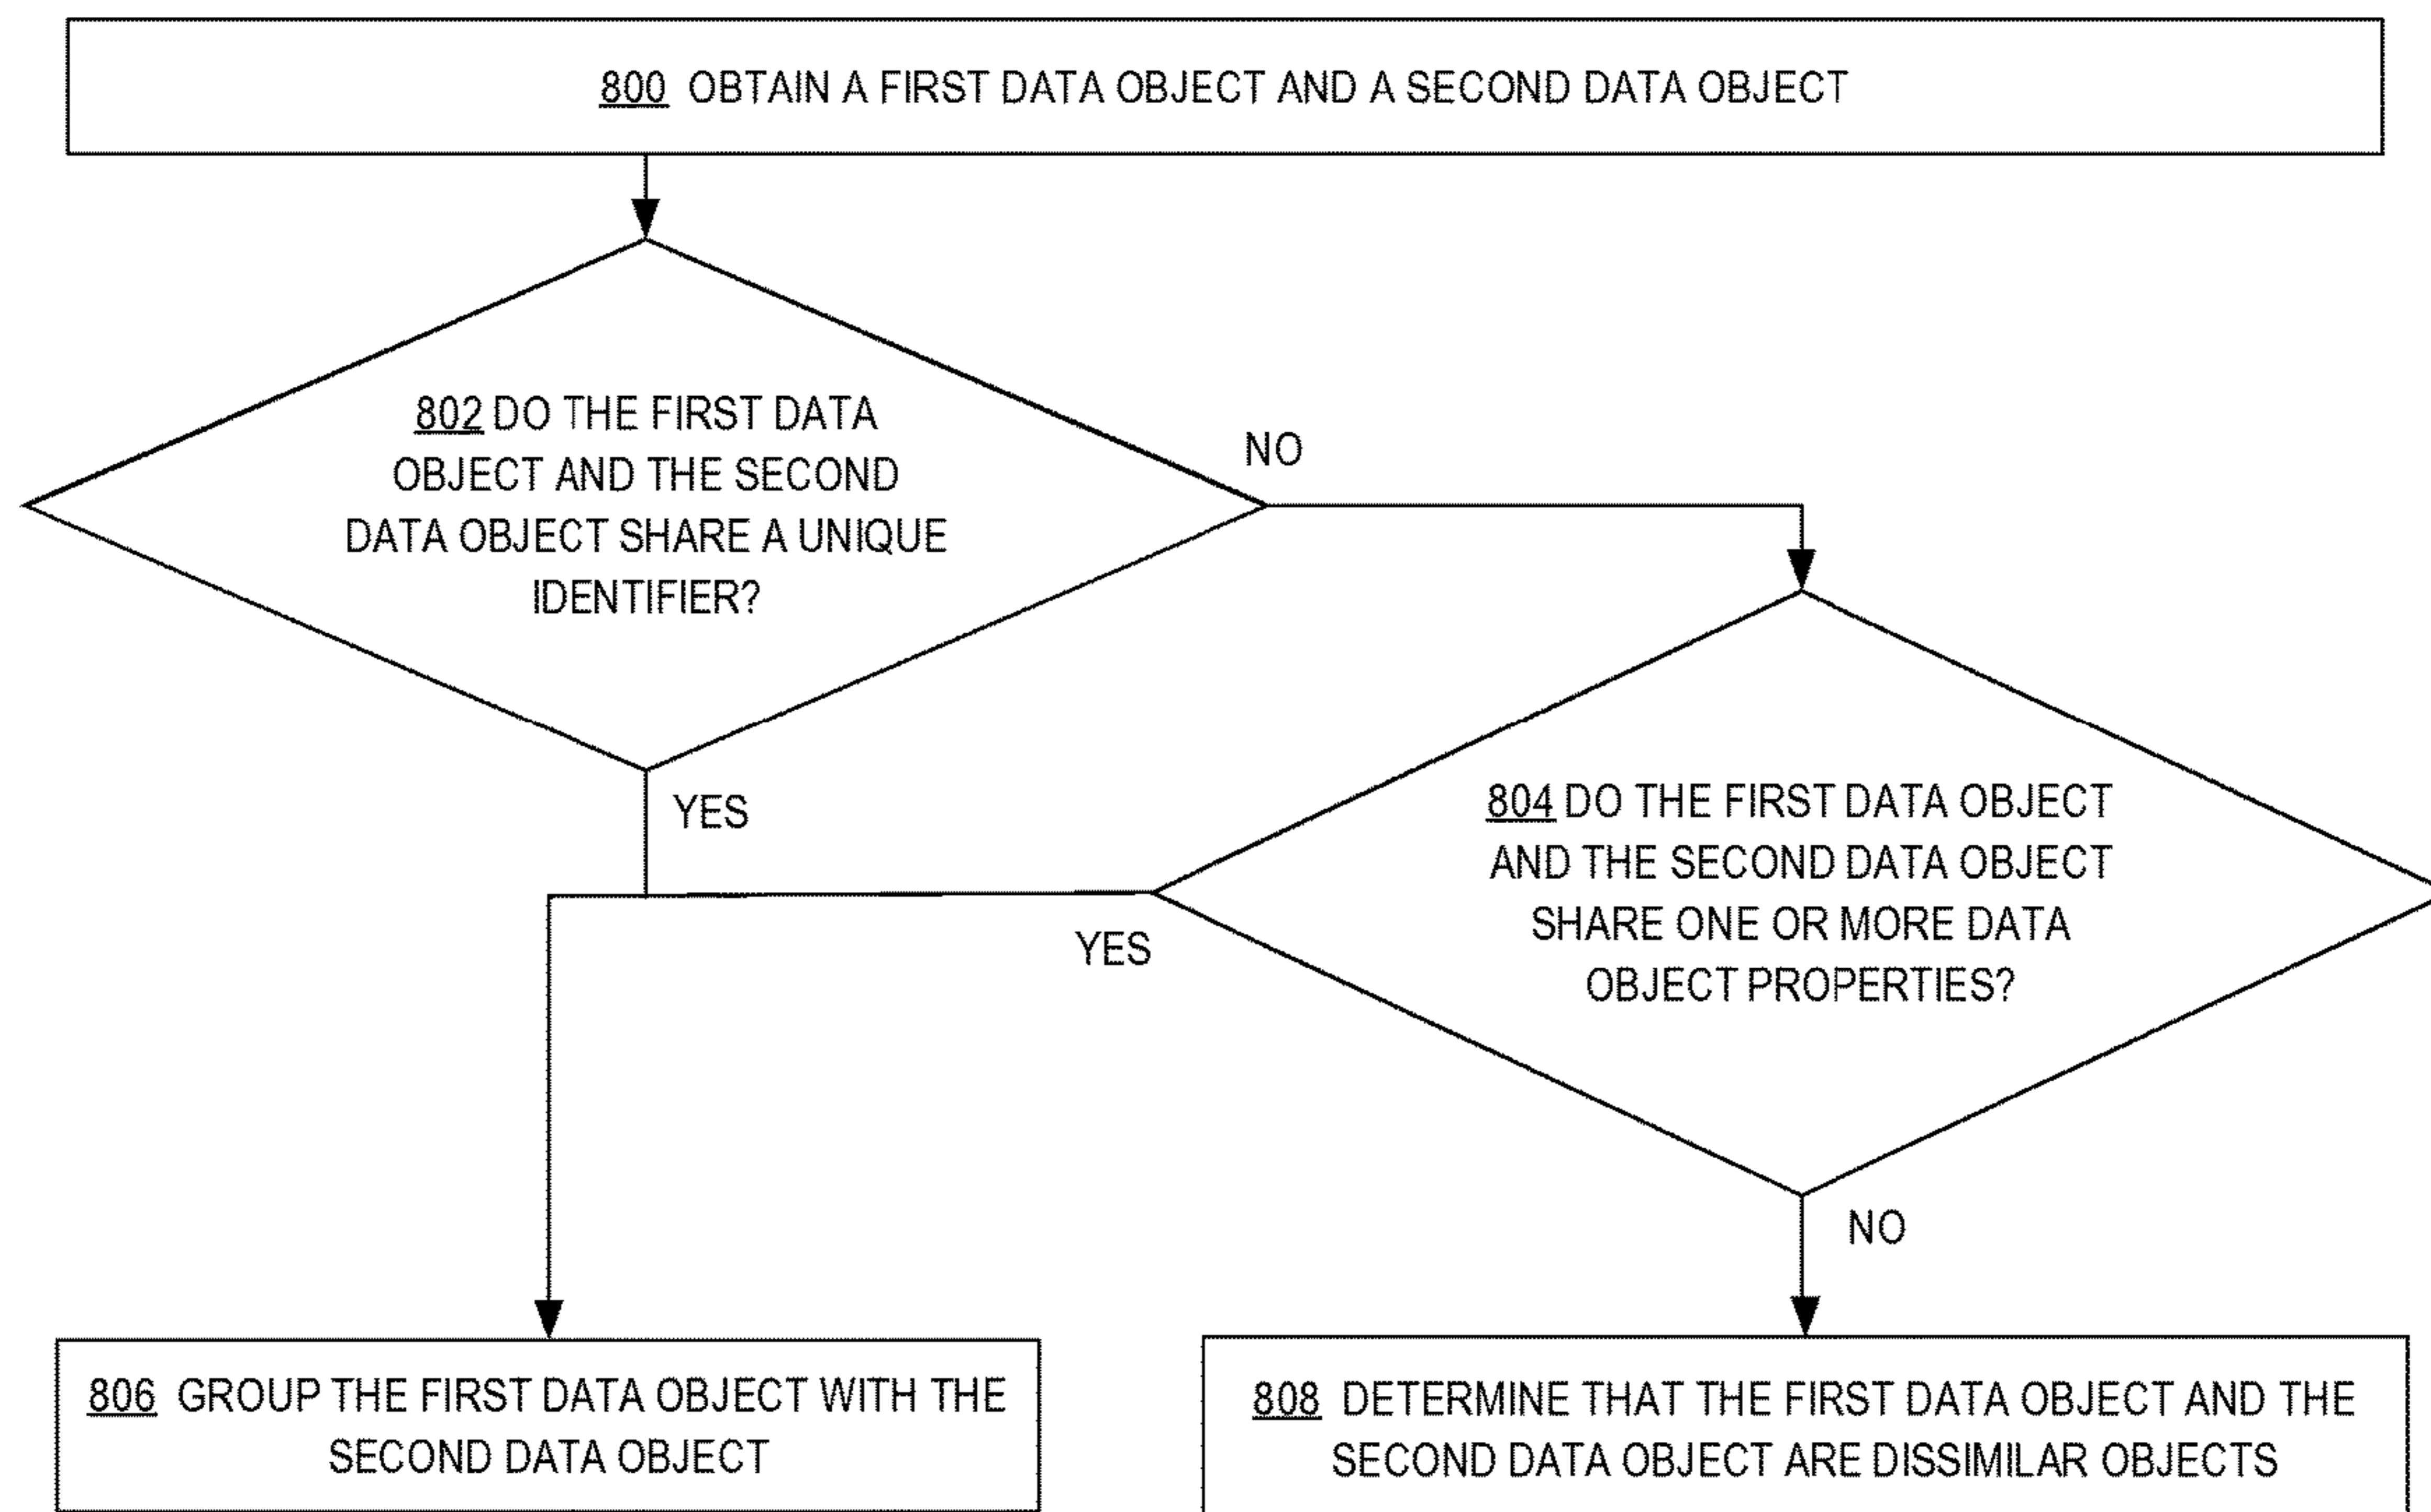 800 OBTAIN A FIRST DATA OBJECT AND A SECOND DATA OBJECT
802 DO THE FIRST DATA
OBJECT AND THE SECOND
DATA OBJECT SHARE A UNIQUE
IDENTIFIER?
NO
YES
804 DO THE FIRST DATA OBJECT
AND THE SECOND DATA OBJECT
SHARE ONE OR MORE DATA
OBJECT PROPERTIES?
YES
NO
806 GROUP THE FIRST DATA OBJECT WITH THE
SECOND DATA OBJECT
808 DETERMINE THAT THE FIRST DATA OBJECT AND THE
SECOND DATA OBJECT ARE DISSIMILAR OBJECTS